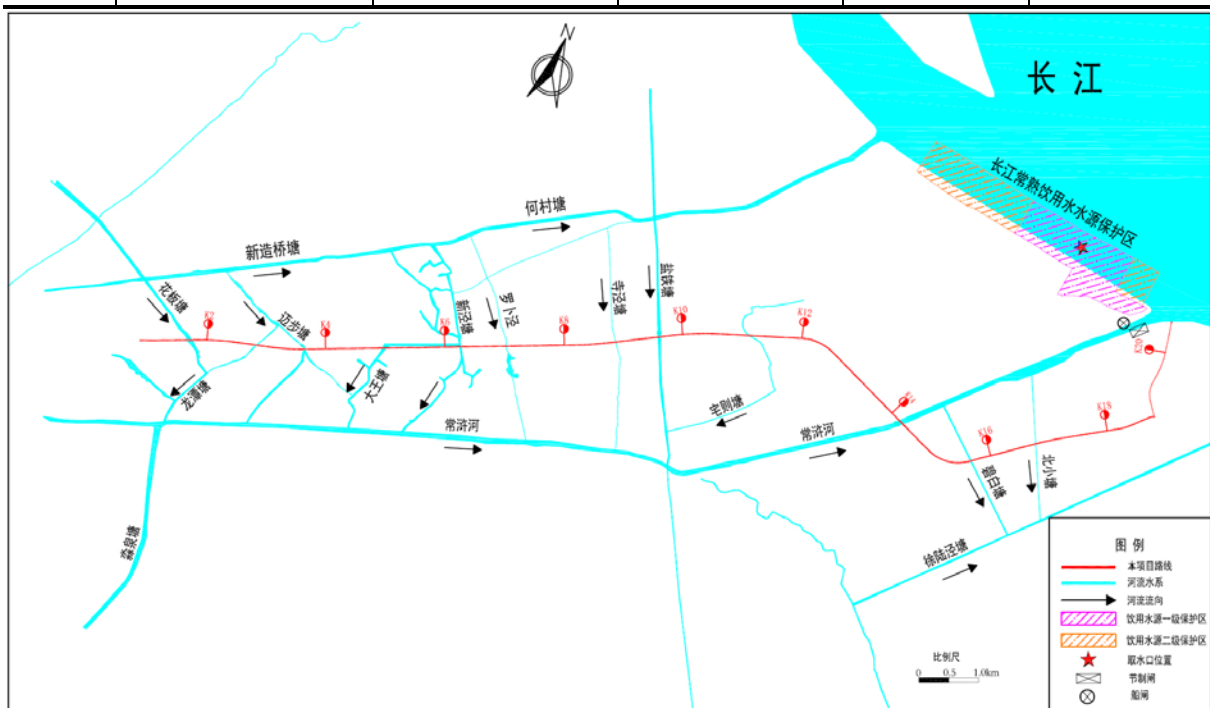 N
长江
长江常熟饮用水水源保护区
何村塘
新造桥塘
花板塘
迈步塘
新泾塘
罗卜泾
寺泾塘
盐铁塘
K2
K4
K6
K8
K10
K12
K14
K16
K18
K20
龙潭塘
大王塘
常浒河
宅则塘
常浒河
碧白塘
北小塘
淼泉塘
徐陆泾塘
图例
本项目路线
河流水系
河流流向
饮用水源一级保护区
饮用水源二级保护区
取水口位置
节制闸
船闸
比例尺
0 0.5 1.0km